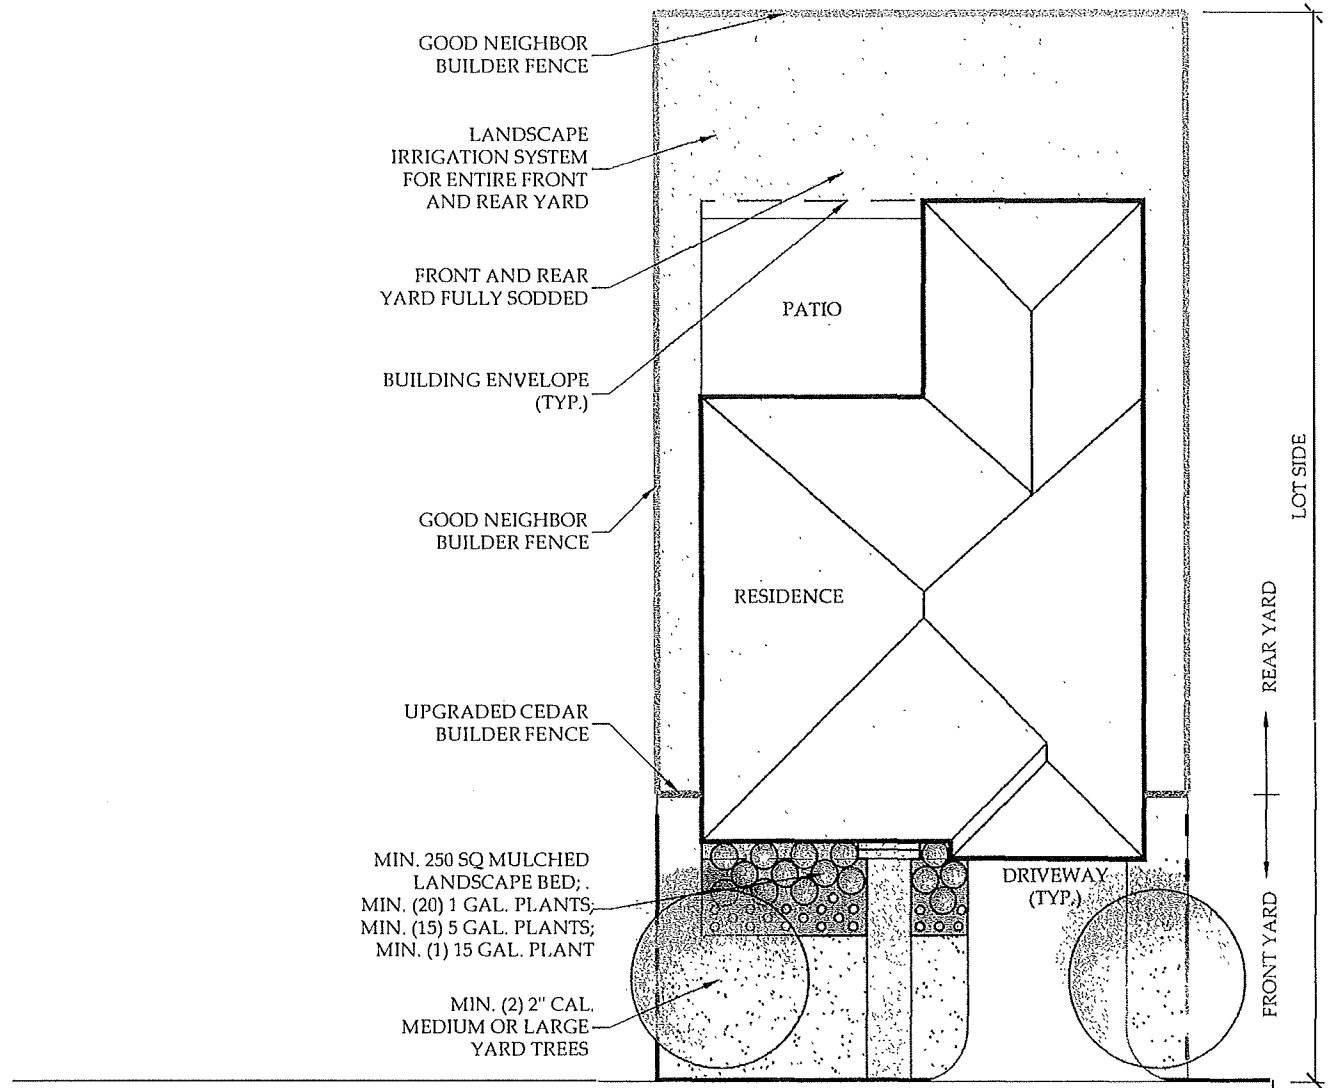 GOOD NEIGHBOR
BUILDER FENCE
LANDSCAPE
IRRIGATION SYSTEM
FOR ENTIRE FRONT
AND REAR YARD
FRONT AND REAR
YARD FULLY SODDED
PATIO
BUILDING ENVELOPE
(TYP.)
LOT SIDE
GOOD NEIGHBOR
BUILDER FENCE
RESIDENCE
REAR YARD
UPGRADED CEDAR
BUILDER FENCE
MIN. 250 SQ MULCHED
LANDSCAPE BED; .
MIN. (20) 1 GAL. PLANTS;
MIN. (15) 5 GAL. PLANTS;
MIN. (1) 15 GAL. PLANT
DRIVEWAY
(TYP.)
FRONT YARD
MIN. (2) 2" CAL.
MEDIUM OR LARGE
YARD TREES